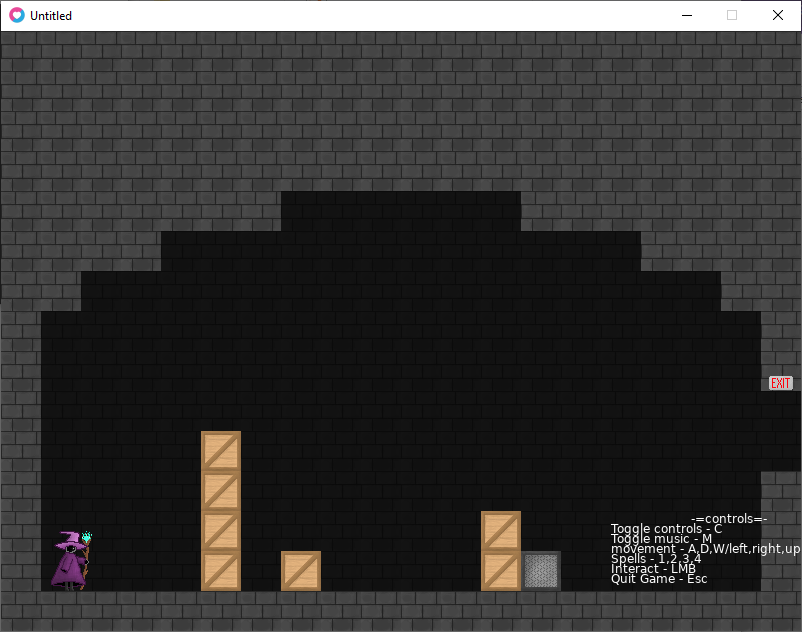 Untitled
EXIT
-=controls=-
Toggle controls - C
Toggle music - M
movement - A,D,W/left,right,up
Spells - 1,2,3,4
Interact - LMB
Quit Game - Esc